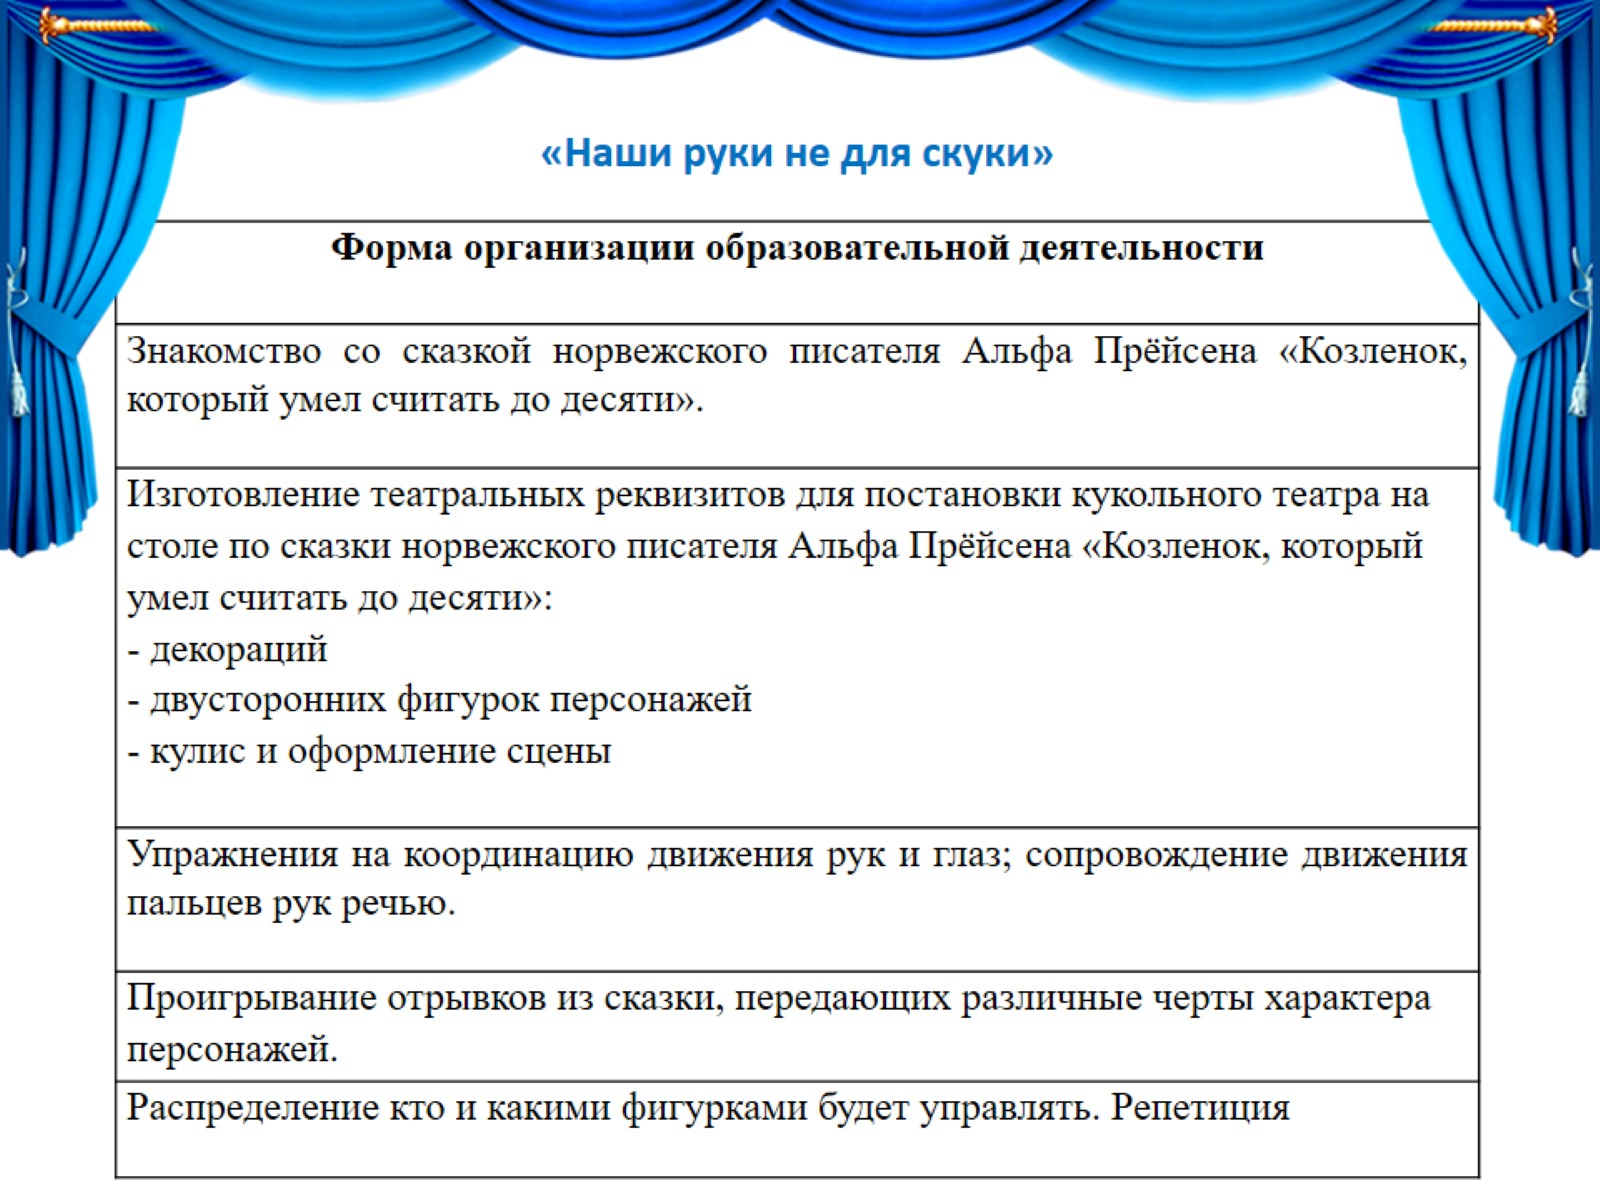 «Наши руки не для скуки»
Форма организации образовательной деятельности
Знакомство со сказкой норвежского писателя Альфа Прёйсена «Козленок,
который умел считать до десяти».
Изготовление театральных реквизитов для постановки кукольного театра на
столе по сказки норвежского писателя Альфа Прёйсена «Козленок, который
умел считать до десяти»:
- декораций
- двусторонних фигурок персонажей
- кулис и оформление сцены
Упражнения на координацию движения рук и глаз; сопровождение движения
пальцев рук речью.
Проигрывание отрывков из сказки, передающих различные черты характера
персонажей.
Распределение кто и какими фигурками будет управлять. Репетиция